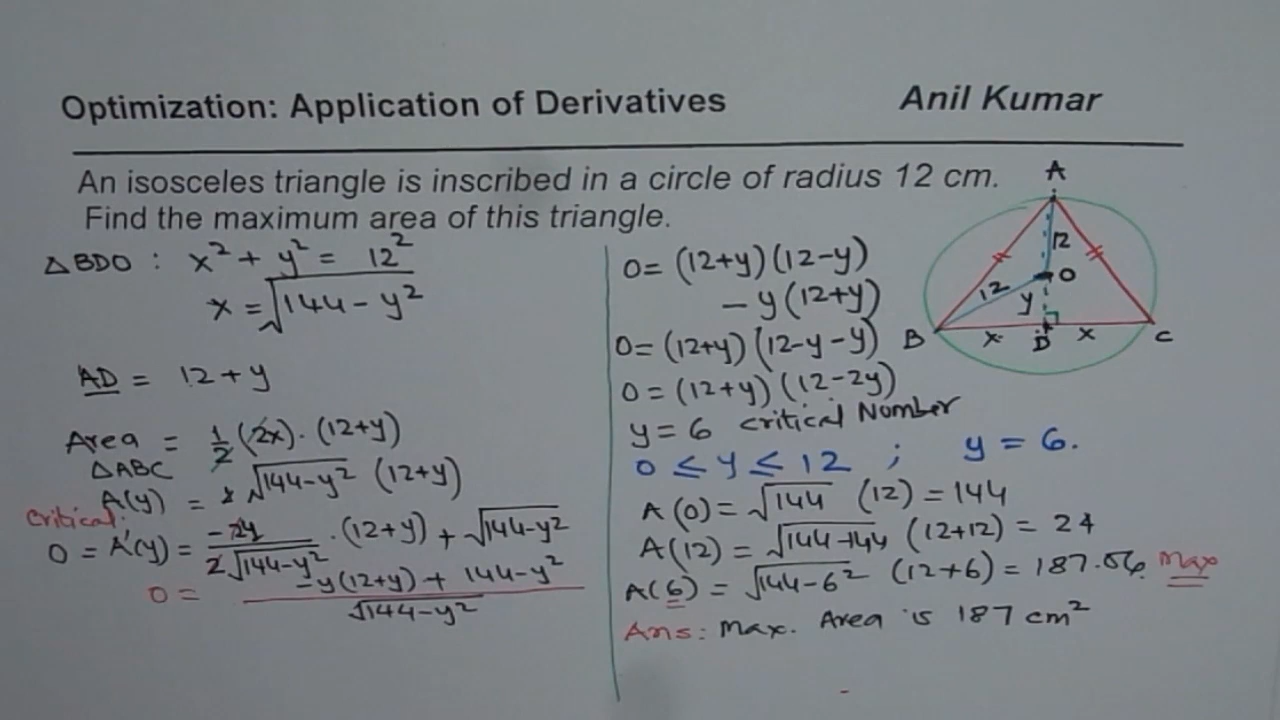 Optimization: Application of Derivatives Anil Kumar
An isosceles triangle is inscribed in a circle of radius 12 cm.
Find the maximum area of this triangle.
△BDO : x² + y² = 12²
x = √144 - y²
AD = 12 + y
Area = 1/2 (2x) . (12+y)
△ABC
A(y) = √144-y² (12+y)
Critical:
0 = A'(y) = -2y / 2√144-y² . (12+y) + √144-y²
0 = -y(12+y) + 144-y² / √144-y²
0 = (12+y)(12-y)
- y(12+y)
0 = (12+y)(12-y-y)
0 = (12+y)(12-2y)
y = 6 critical Number
0 ≤ y ≤ 12 ; y = 6.
A(0) = √144 (12) = 144
A(12) = √144-144 (12+12) = 24
A(6) = √144-6² (12+6) = 187.06 Max
Ans: Max. Area is 187 cm²
A
12
O
12
y
B
x
D
x
C